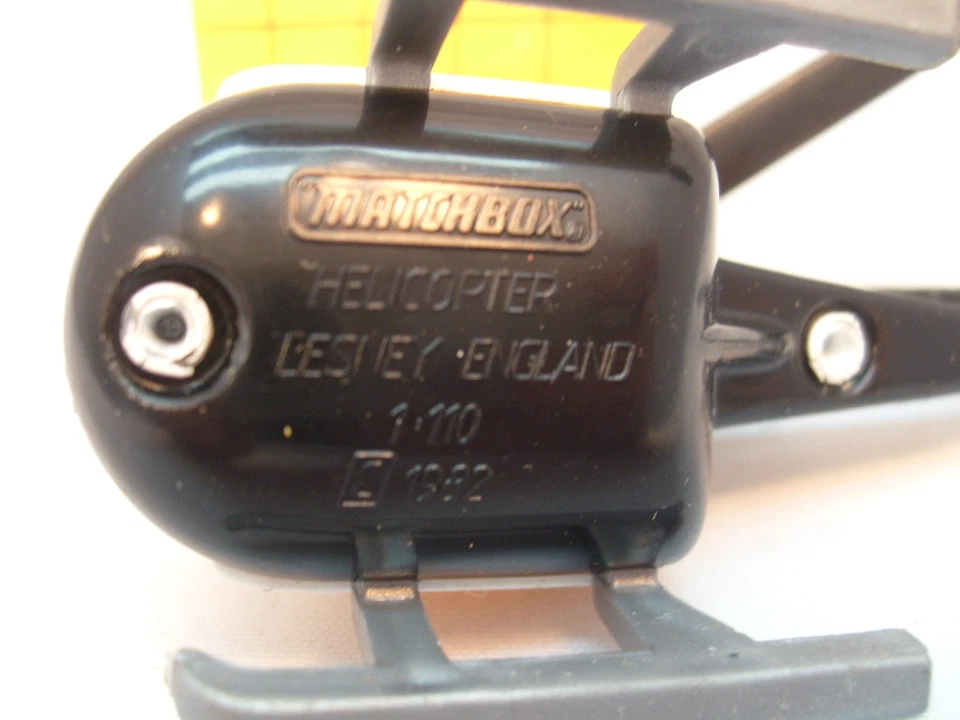 "MATCHBOX"®
HELICOPTER
LESNEY ENGLAND
1·110
C 1982